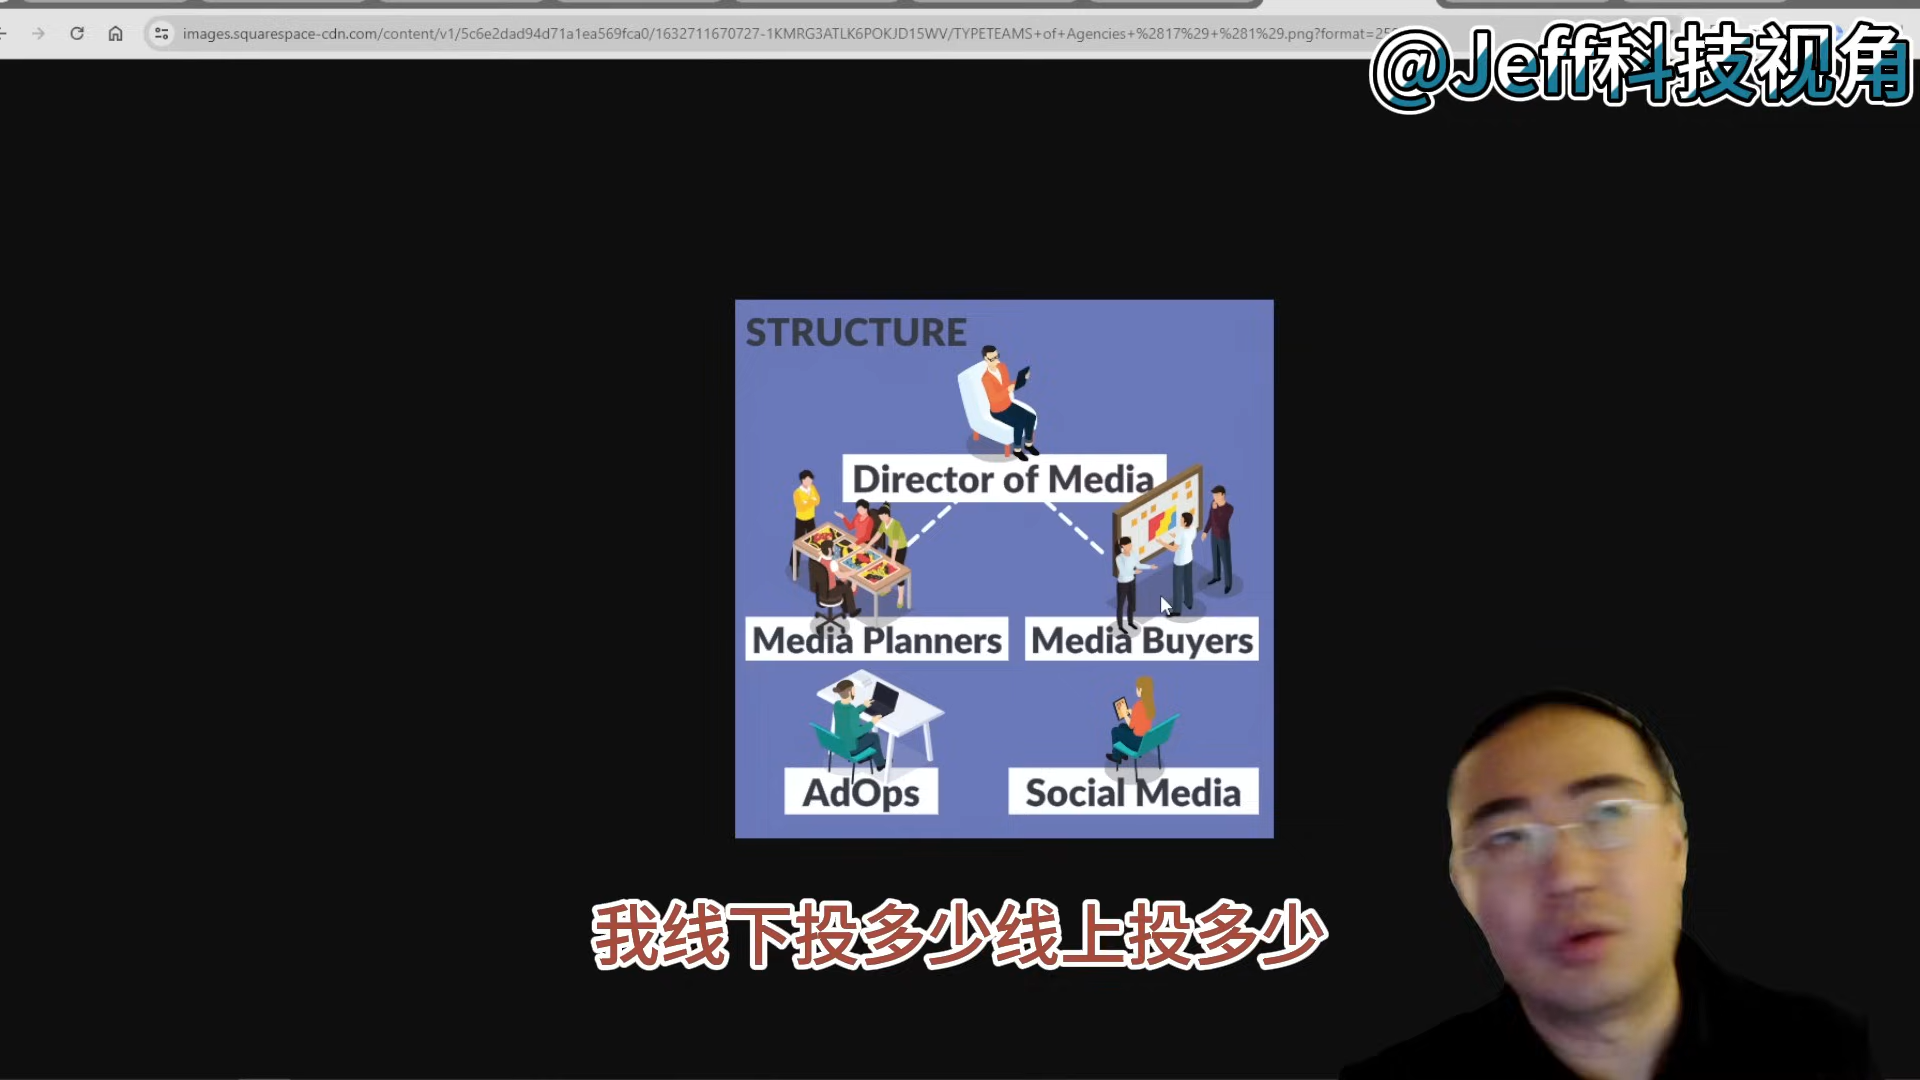 images.squarespace-cdn.com/content/v1/5c6e2dad94d71a1ea569fca0/1632711670727-1KMRG3ATLK6POKJD15WV/TYPETEAMS+of+Agencies+%2817%29+%281%29.png?format=25
@Jeff科技视角
STRUCTURE
Director of Media
Media Planners
Media Buyers
AdOps
Social Media
我线下投多少线上投多少